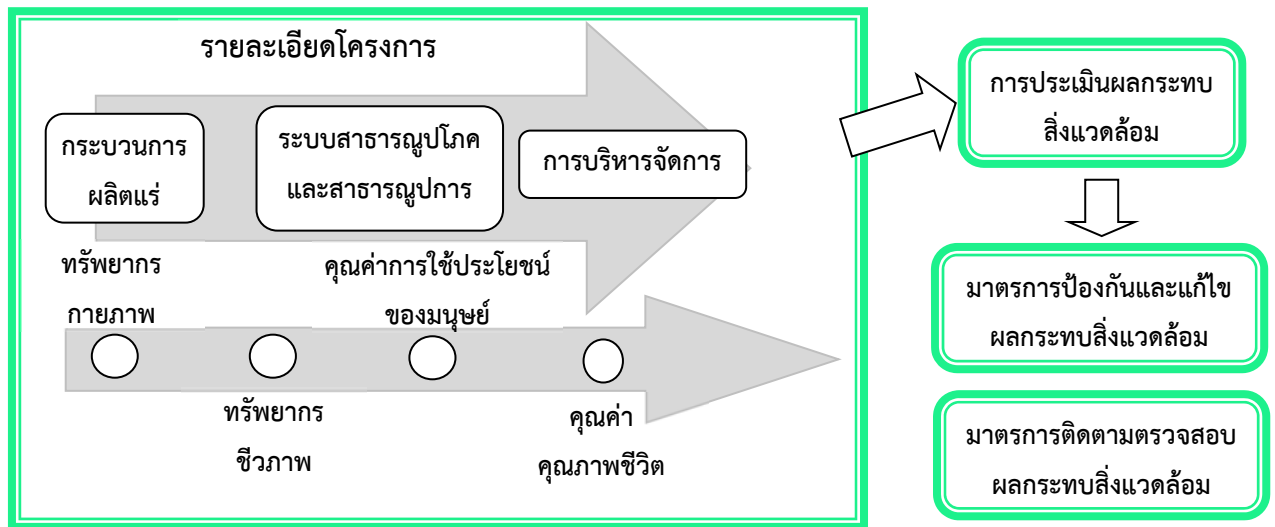 รายละเอียดโครงการ
กระบวนการ
ผลิตแร่
ระบบสาธารณูปโภค
และสาธารณูปการ
การบริหารจัดการ
ทรัพยากร
กายภาพ
คุณค่าการใช้ประโยชน์
ของมนุษย์
ทรัพยากร
ชีวภาพ
คุณค่า
คุณภาพชีวิต
การประเมินผลกระทบ
สิ่งแวดล้อม
มาตรการป้องกันและแก้ไข
ผลกระทบสิ่งแวดล้อม
มาตรการติดตามตรวจสอบ
ผลกระทบสิ่งแวดล้อม